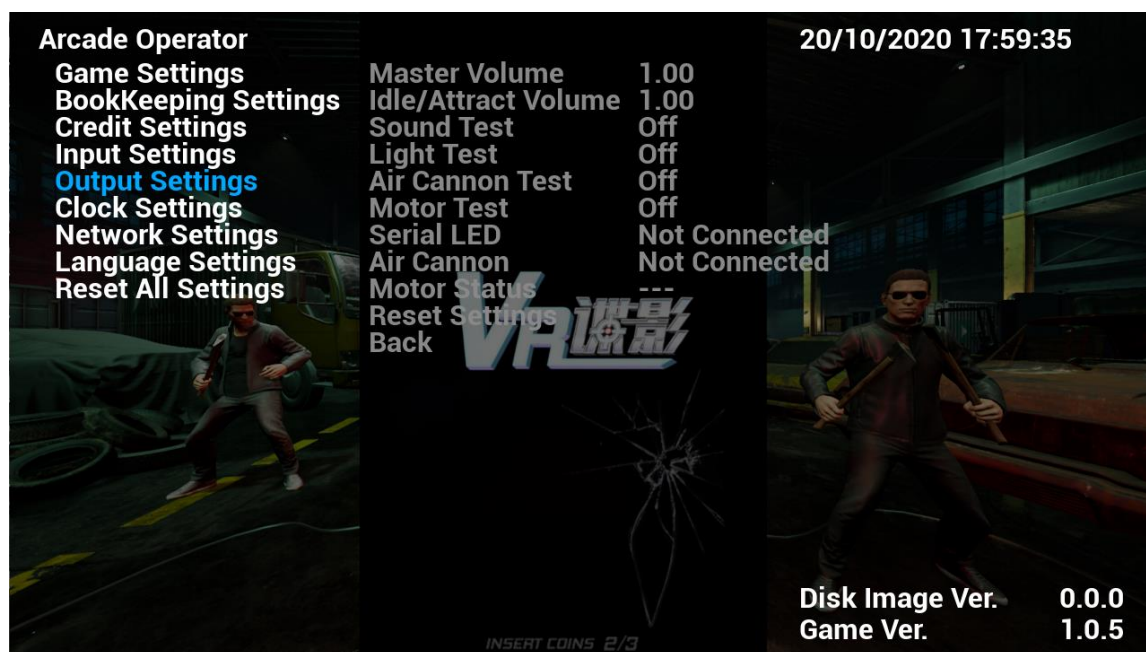 Arcade Operator 20/10/2020 17:59:35
Game Settings Master Volume 1.00
BookKeeping Settings Idle/Attract Volume 1.00
Credit Settings Sound Test Off
Input Settings Light Test Off
Output Settings Air Cannon Test Off
Clock Settings Motor Test Off
Network Settings Serial LED Not Connected
Language Settings Air Cannon Not Connected
Reset All Settings Motor Status ---
Reset Settings
VR谍影
Back
Disk Image Ver. 0.0.0
Game Ver. 1.0.5
INSERT COINS 2/3